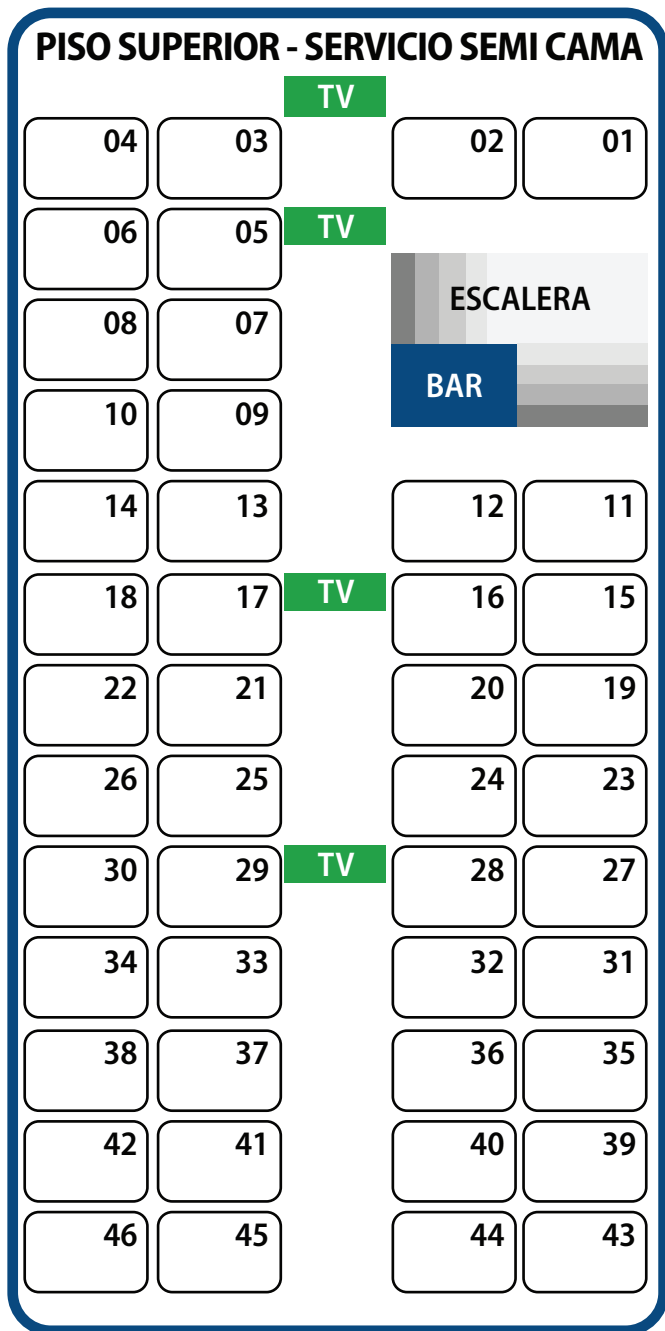 PISO SUPERIOR - SERVICIO SEMI CAMA
TV
04 03 02 01
06 05 TV
ESCALERA
08 07
BAR
10 09
14 13 12 11
18 17 TV 16 15
22 21 20 19
26 25 24 23
30 29 TV 28 27
34 33 32 31
38 37 36 35
42 41 40 39
46 45 44 43